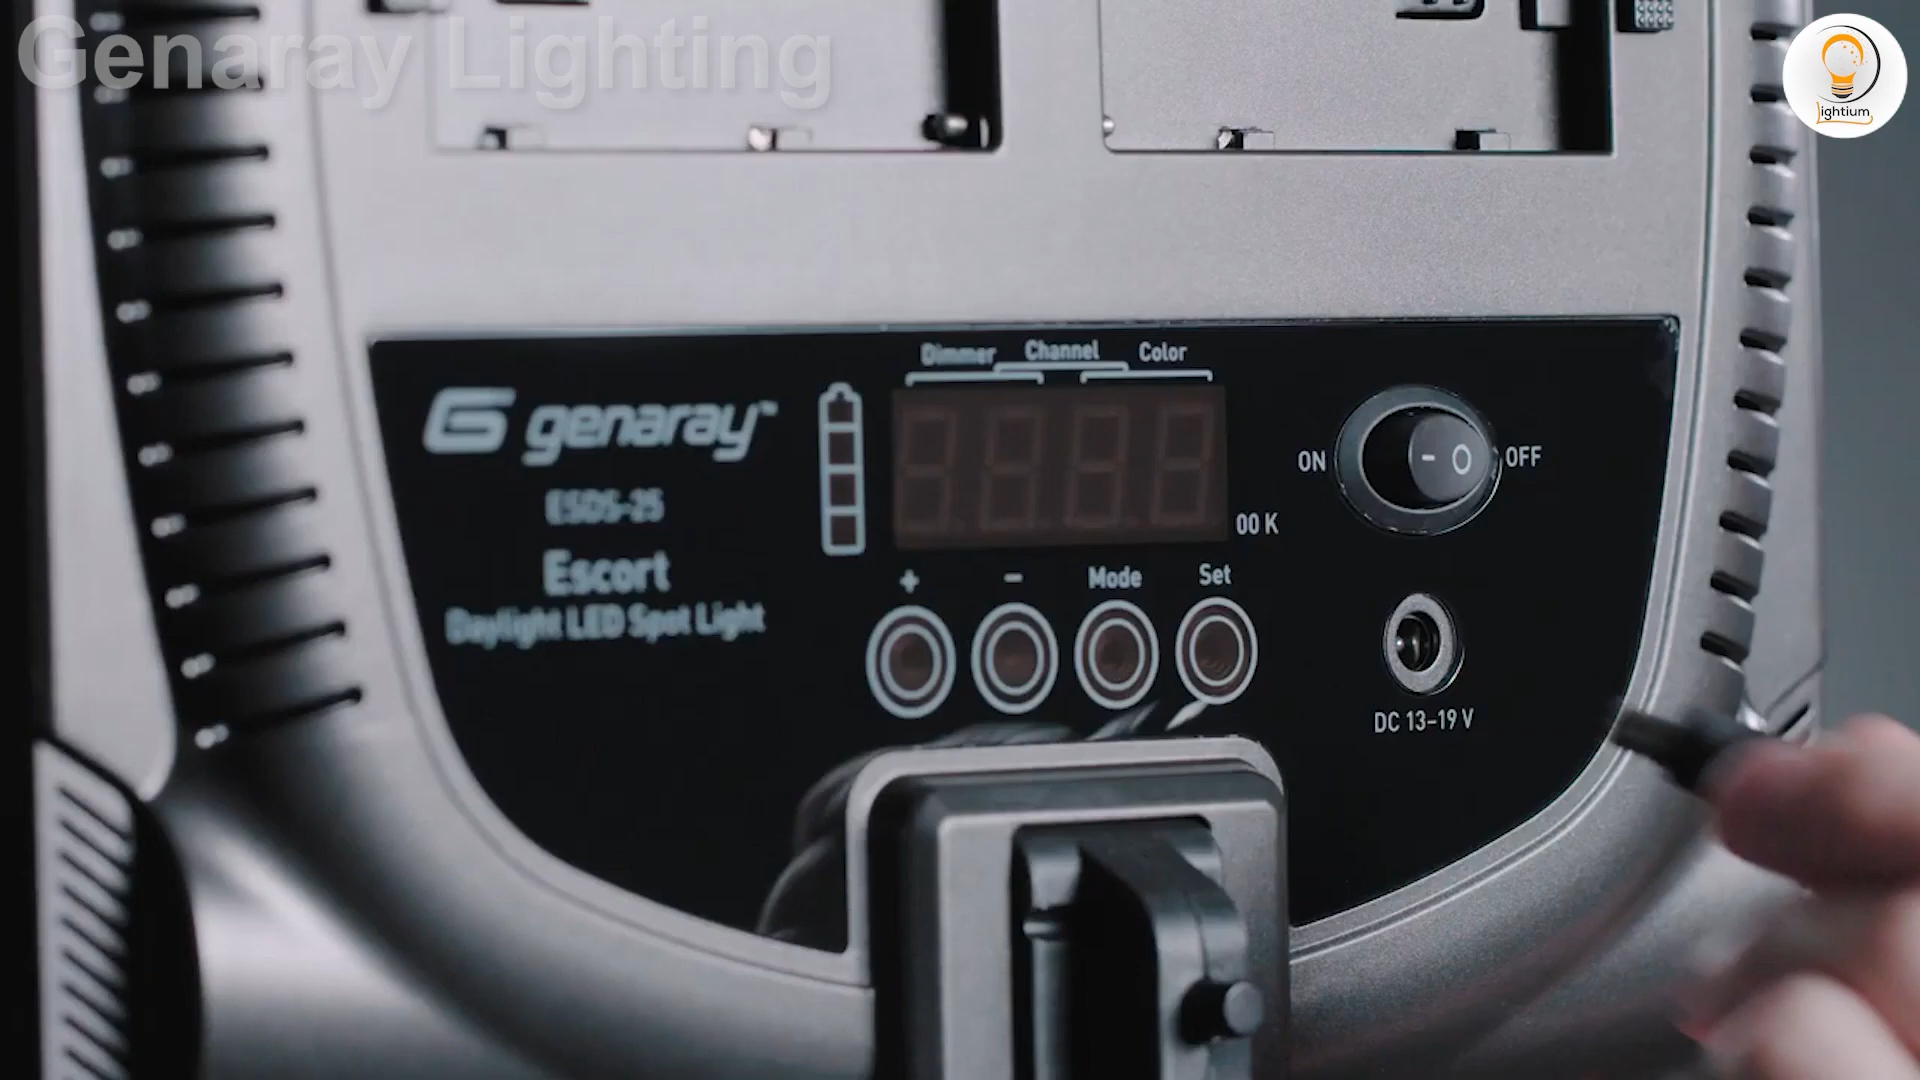 Genaray Lighting
lightium
Dimmer Channel Color
genaray™
ESDS-25
Escort
Daylight LED Spot Light
00 K
ON - O OFF
+ - Mode Set
DC 13-19 V